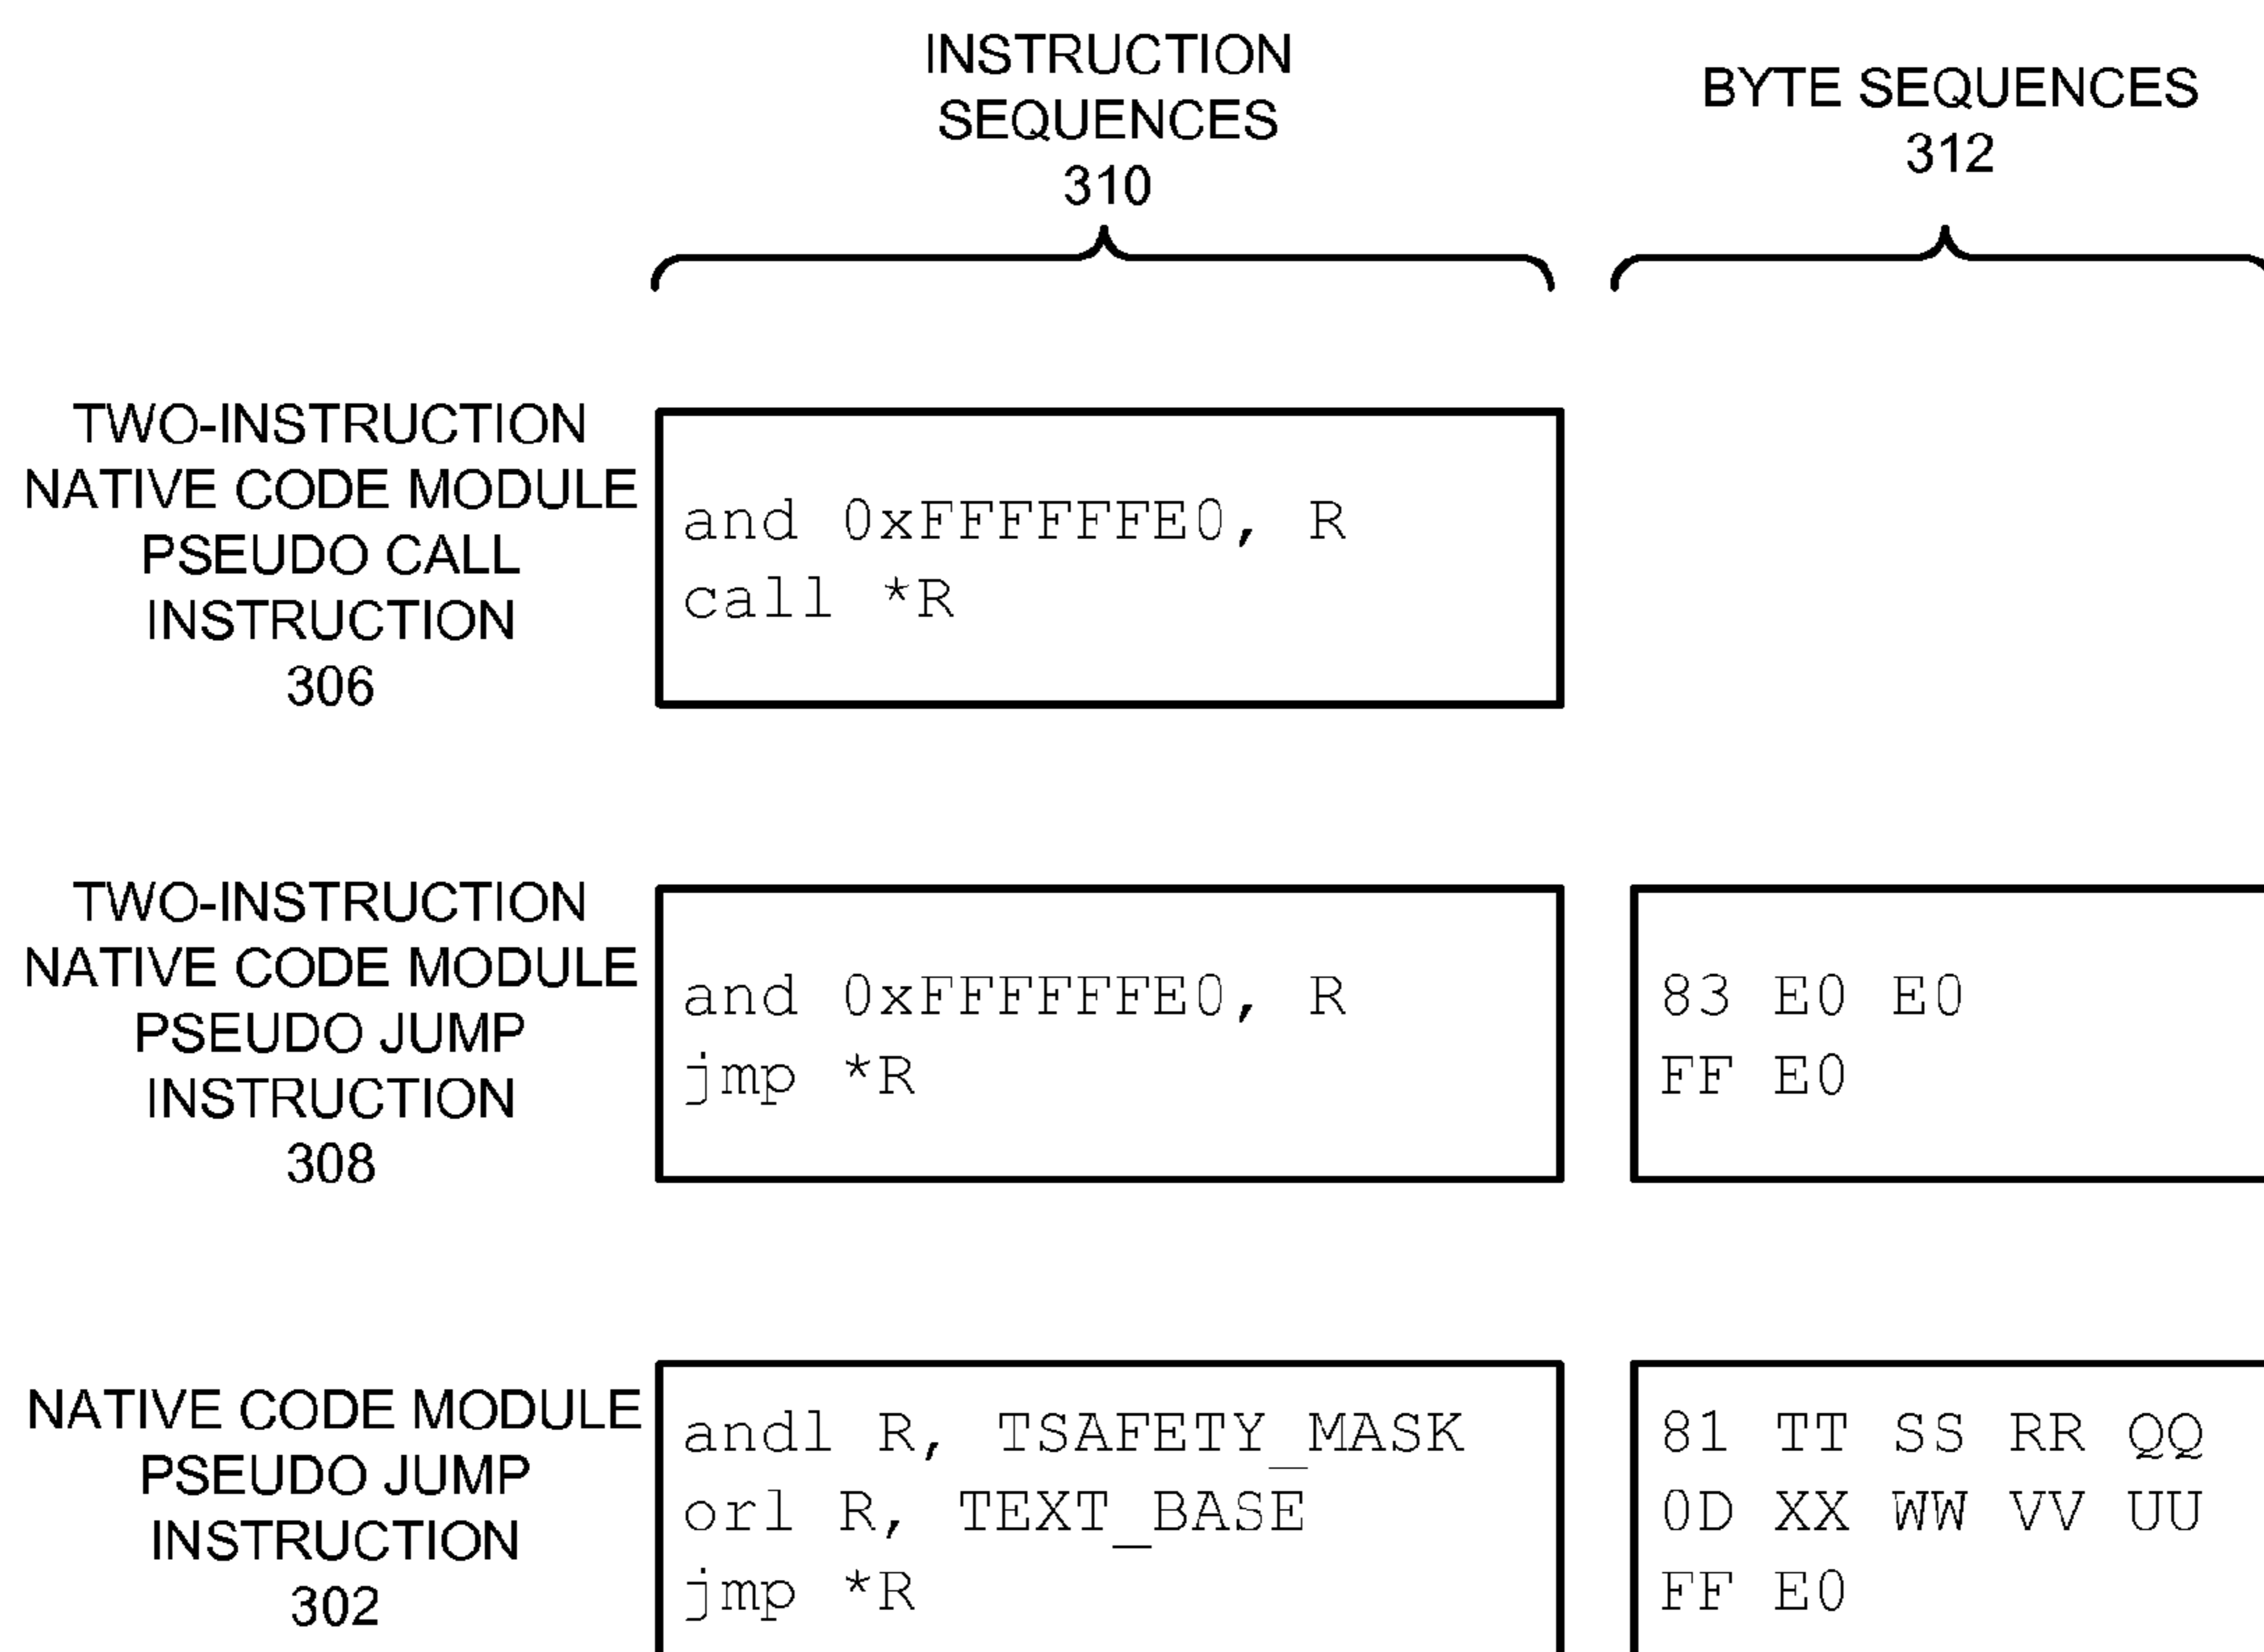 INSTRUCTION
SEQUENCES
310
BYTE SEQUENCES
312
TWO-INSTRUCTION
NATIVE CODE MODULE
PSEUDO CALL
INSTRUCTION
306
and 0xFFFFFFE0, R
call *R
TWO-INSTRUCTION
NATIVE CODE MODULE
PSEUDO JUMP
INSTRUCTION
308
and 0xFFFFFFE0, R
jmp *R
83 E0 E0
FF E0
NATIVE CODE MODULE
PSEUDO JUMP
INSTRUCTION
302
andl R, TSAFETY_MASK
orl R, TEXT_BASE
jmp *R
81 TT SS RR QQ
0D XX WW VV UU
FF E0